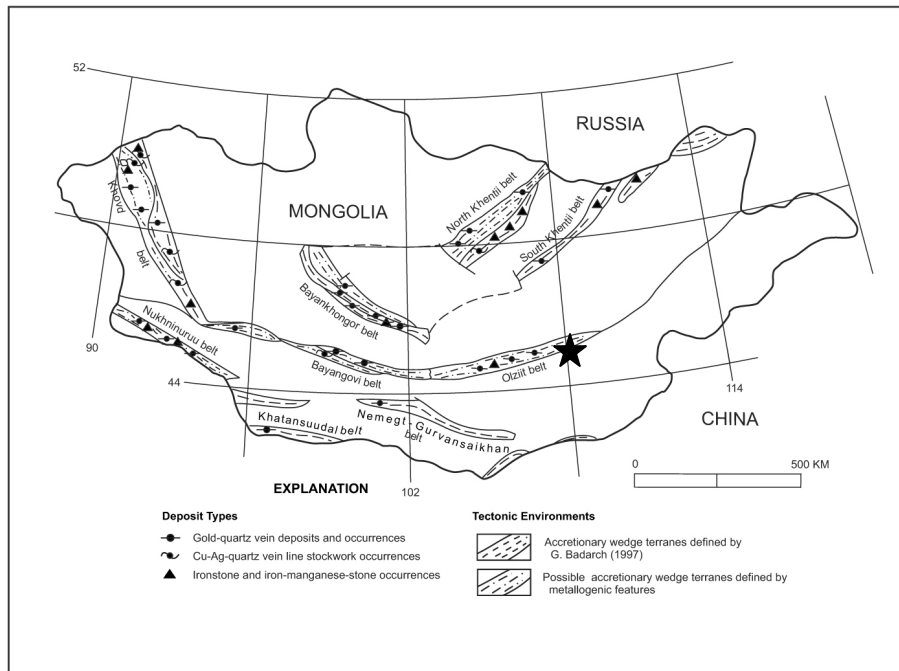 52
RUSSIA
MONGOLIA
North Khentii belt
South Khentii belt
Khovd
belt
Bayankhongor belt
Nukhninuruu belt
90
Bayangovi belt
Olziit belt
44
114
Khatansuudal belt
Nemegt-Gurvansaikhan
belt
CHINA
0 500 KM
102
EXPLANATION
Deposit Types
Gold-quartz vein deposits and occurrences
Cu-Ag-quartz vein line stockwork occurrences
Ironstone and iron-manganese-stone occurrences
Tectonic Environments
Accretionary wedge terranes defined by
G. Badarch (1997)
Possible accretionary wedge terranes defined by
metallogenic features